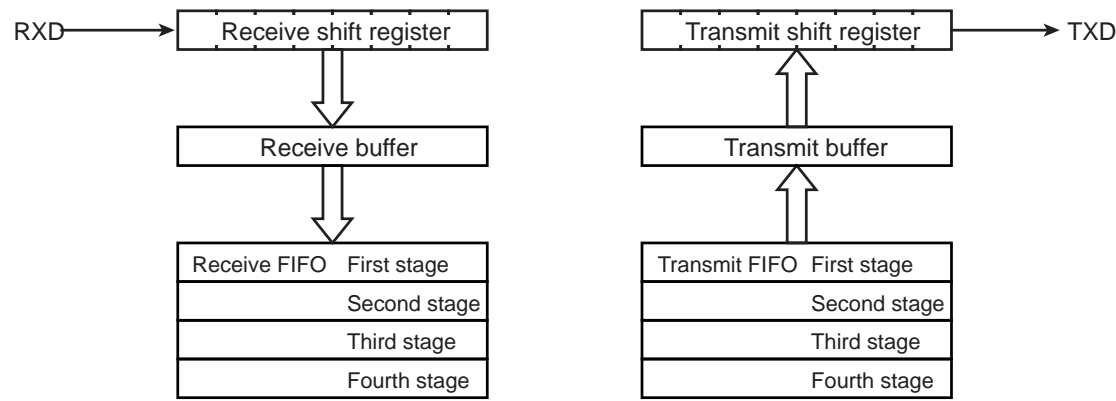 RXD
Receive shift register
Receive buffer
Receive FIFO First stage
Second stage
Third stage
Fourth stage
Transmit shift register
TXD
Transmit buffer
Transmit FIFO First stage
Second stage
Third stage
Fourth stage